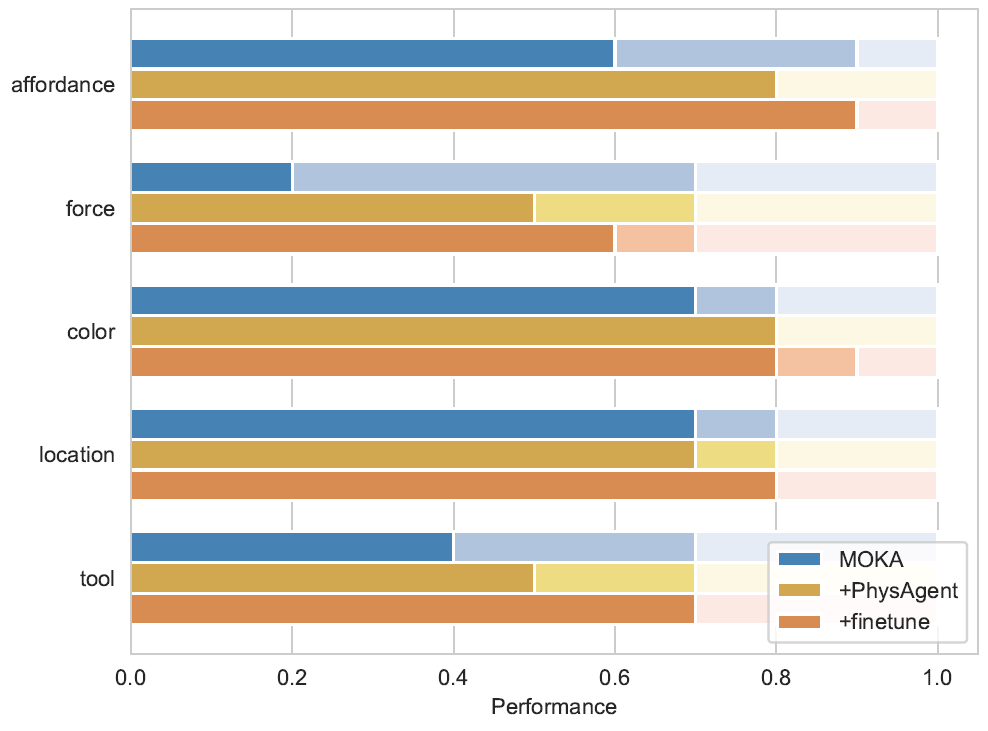 affordance
force
color
location
tool
MOKA
+PhysAgent
+finetune
0.0 0.2 0.4 0.6 0.8 1.0
Performance